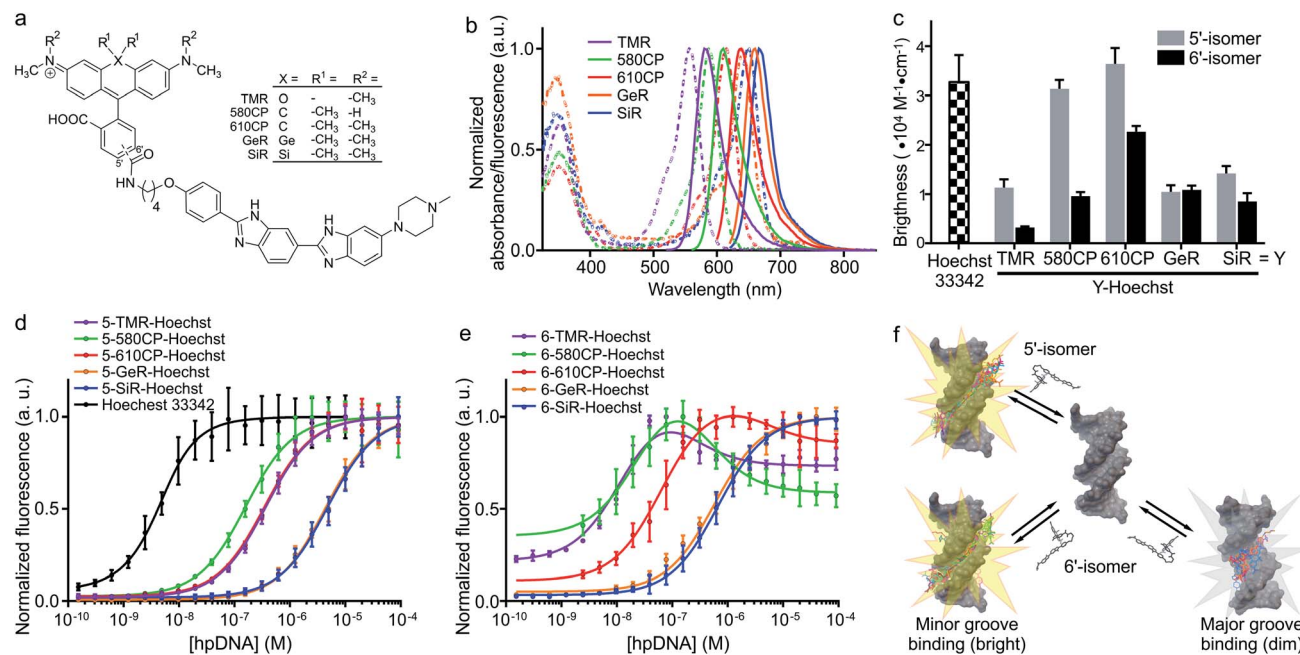 a
R² R¹ R¹ R²
H₃C N X N CH₃
⊕
HOOC
5' 6'
O
HN
4
O
N H
N
N H
N
N
N
X = R¹ = R² =
TMR O - -CH₃
580CP C -CH₃ -H
610CP C -CH₃ -CH₃
GeR Ge -CH₃ -CH₃
SiR Si -CH₃ -CH₃
b
Normalized
absorbance/fluorescence (a.u.)
1.0
0.5
0.0
400 500 600 700 800
Wavelength (nm)
TMR
580CP
610CP
GeR
SiR
c
Brigthness ( •10⁴ M⁻¹•cm⁻¹)
4
3
2
1
0
5'-isomer
6'-isomer
Hoechst
33342
TMR 580CP 610CP GeR SiR = Y
Y-Hoechst
d
5-TMR-Hoechst
5-580CP-Hoechst
5-610CP-Hoechst
5-GeR-Hoechst
5-SiR-Hoechst
Hoechest 33342
Normalized fluorescence (a. u.)
1.0
0.5
0.0
10⁻¹⁰ 10⁻⁹ 10⁻⁸ 10⁻⁷ 10⁻⁶ 10⁻⁵ 10⁻⁴
[hpDNA] (M)
e
6-TMR-Hoechst
6-580CP-Hoechst
6-610CP-Hoechst
6-GeR-Hoechst
6-SiR-Hoechst
Normalized fluorescence (a. u.)
1.0
0.5
0.0
10⁻¹⁰ 10⁻⁹ 10⁻⁸ 10⁻⁷ 10⁻⁶ 10⁻⁵ 10⁻⁴
[hpDNA] (M)
f
5'-isomer
6'-isomer
Minor groove
binding (bright)
Major groove
binding (dim)